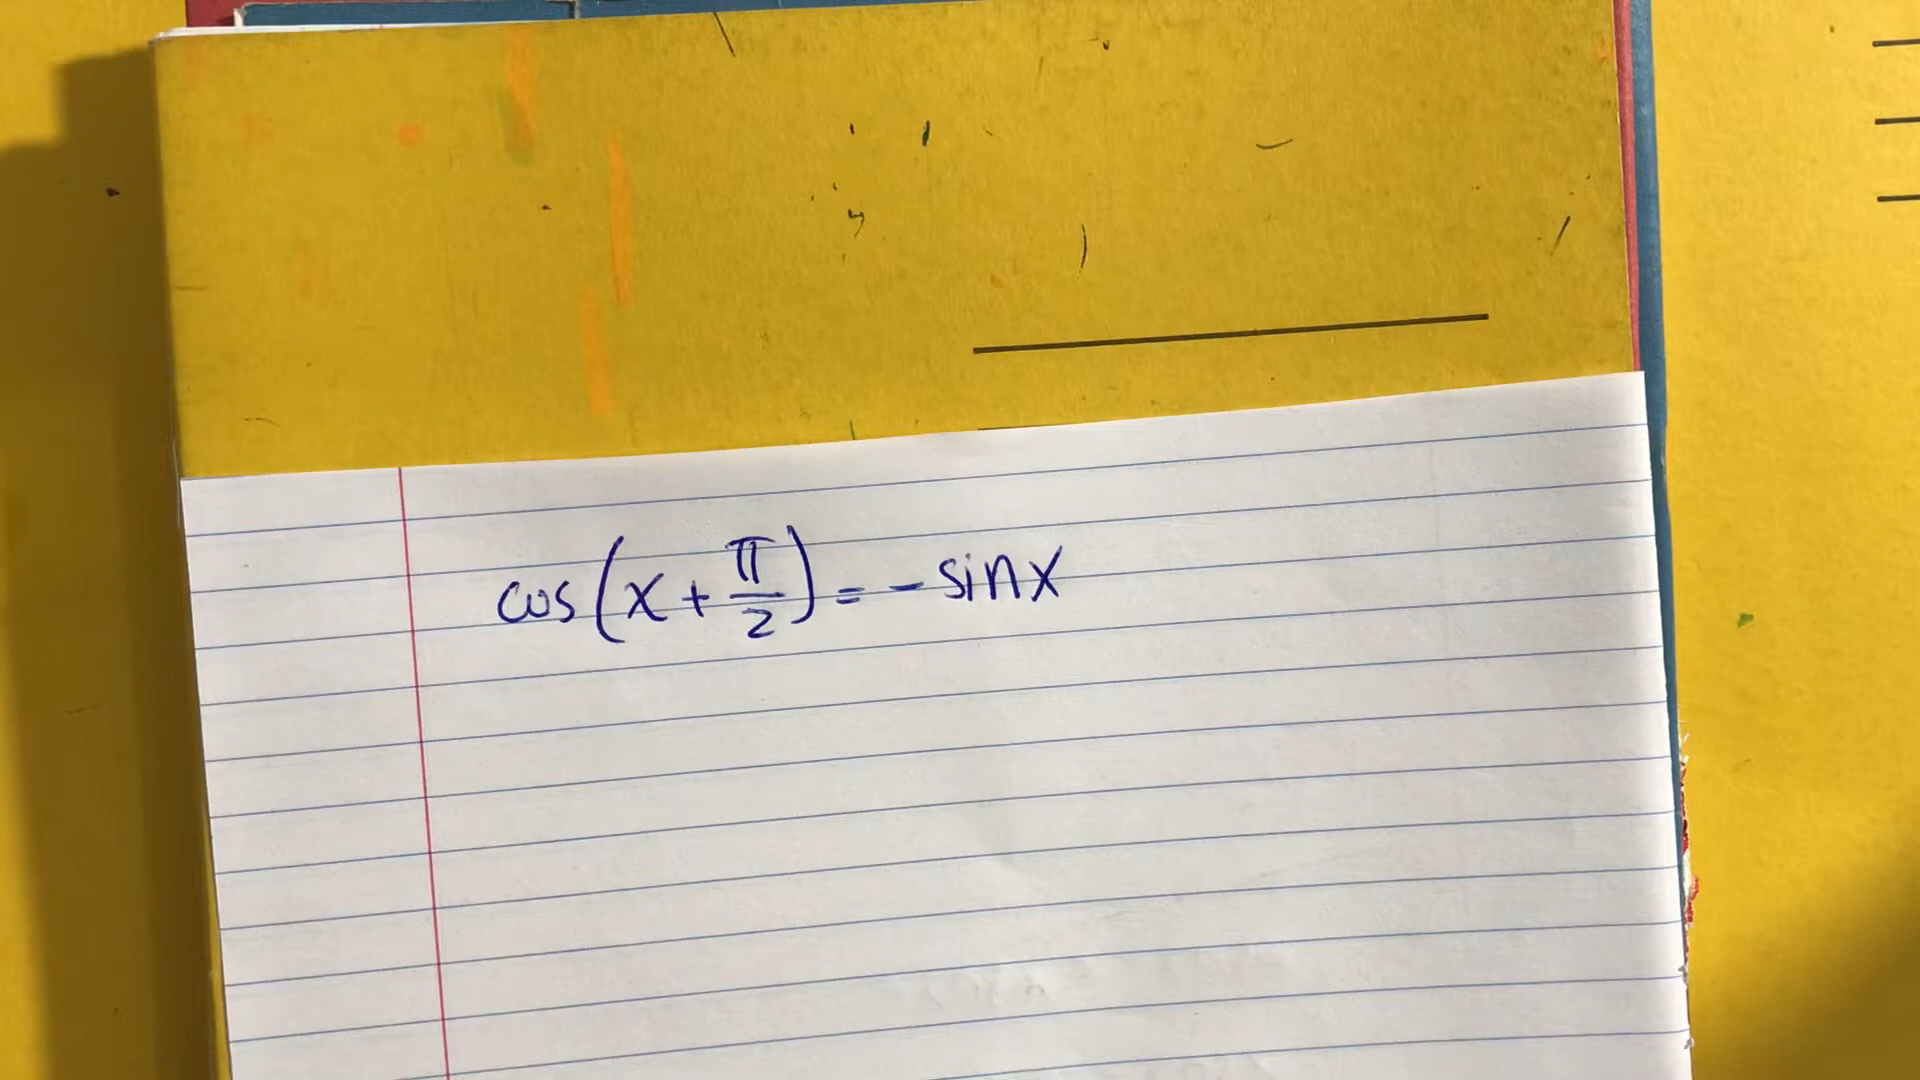 cos(x + π/2) = - sinx